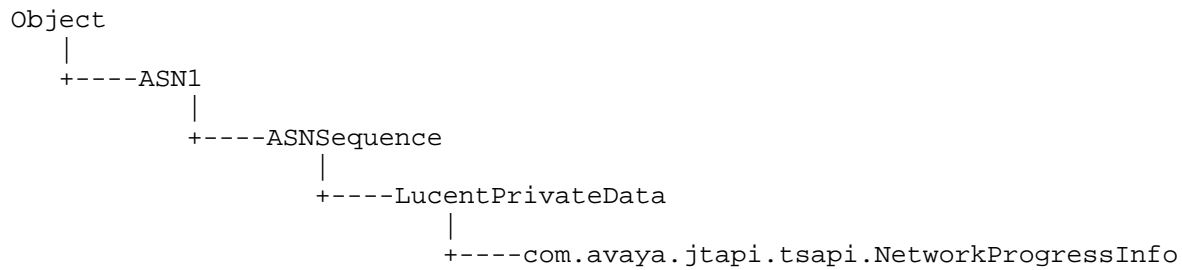 Object
   |
   +----ASN1
           |
           +----ASNSequence
                   |
                   +----LucentPrivateData
                           |
                           +----com.avaya.jtapi.tsapi.NetworkProgressInfo